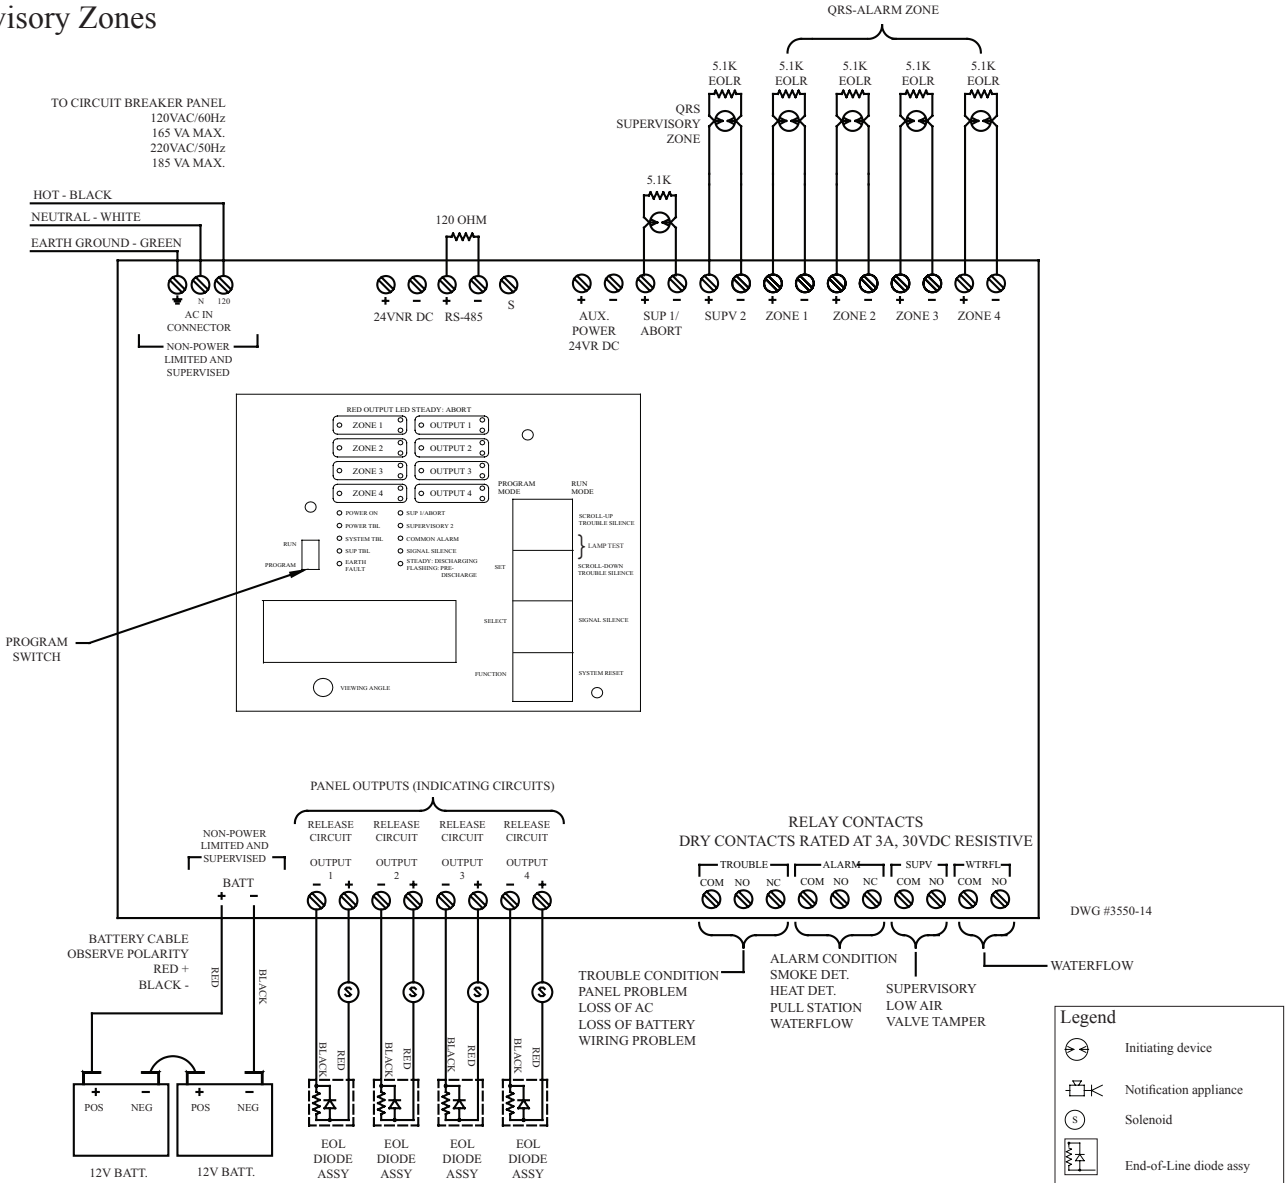 visory Zones
QRS-ALARM ZONE
TO CIRCUIT BREAKER PANEL
120VAC/60Hz
165 VA MAX.
220VAC/50Hz
185 VA MAX.
5.1K
EOLR
5.1K
EOLR
5.1K
EOLR
5.1K
EOLR
5.1K
EOLR
QRS
SUPERVISORY
ZONE
5.1K
HOT - BLACK
NEUTRAL - WHITE
EARTH GROUND - GREEN
120 OHM
N 120
AC IN
CONNECTOR
NON-POWER
LIMITED AND
SUPERVISED
+ - + - S
24VNR DC RS-485
+ - + - + - + - + - + - + -
AUX.
POWER
24VR DC
SUP 1/
ABORT
SUPV 2
ZONE 1
ZONE 2
ZONE 3
ZONE 4
RED OUTPUT LED STEADY: ABORT
ZONE 1 OUTPUT 1
ZONE 2 OUTPUT 2
ZONE 3 OUTPUT 3
ZONE 4 OUTPUT 4
POWER ON SUP 1/ABORT
POWER TBL SUPERVISORY 2
SYSTEM TBL COMMON ALARM
SUP TBL SIGNAL SILENCE
EARTH
FAULT
STEADY: DISCHARGING
FLASHING: PRE-
DISCHARGE
RUN
PROGRAM
PROGRAM
MODE
RUN
MODE
SCROLL-UP
TROUBLE SILENCE
LAMP TEST
SET
SCROLL-DOWN
TROUBLE SILENCE
SELECT
SIGNAL SILENCE
FUNCTION
SYSTEM RESET
VIEWING ANGLE
PROGRAM
SWITCH
PANEL OUTPUTS (INDICATING CIRCUITS)
NON-POWER
LIMITED AND
SUPERVISED
BATT
+ -
RELEASE
CIRCUIT
OUTPUT
1
- +
RELEASE
CIRCUIT
OUTPUT
2
- +
RELEASE
CIRCUIT
OUTPUT
3
- +
RELEASE
CIRCUIT
OUTPUT
4
- +
RELAY CONTACTS
DRY CONTACTS RATED AT 3A, 30VDC RESISTIVE
TROUBLE ALARM SUPV WTRFL
COM NO NC COM NO NC COM NO COM NO
DWG #3550-14
BATTERY CABLE
OBSERVE POLARITY
RED +
BLACK -
RED
BLACK
S S S S
BLACK RED
BLACK RED
BLACK RED
BLACK RED
TROUBLE CONDITION
PANEL PROBLEM
LOSS OF AC
LOSS OF BATTERY
WIRING PROBLEM
ALARM CONDITION
SMOKE DET.
HEAT DET.
PULL STATION
WATERFLOW
SUPERVISORY
LOW AIR
VALVE TAMPER
WATERFLOW
+ - + -
POS NEG POS NEG
12V BATT. 12V BATT.
EOL
DIODE
ASSY
EOL
DIODE
ASSY
EOL
DIODE
ASSY
EOL
DIODE
ASSY
Legend
Initiating device
Notification appliance
S Solenoid
End-of-Line diode assy